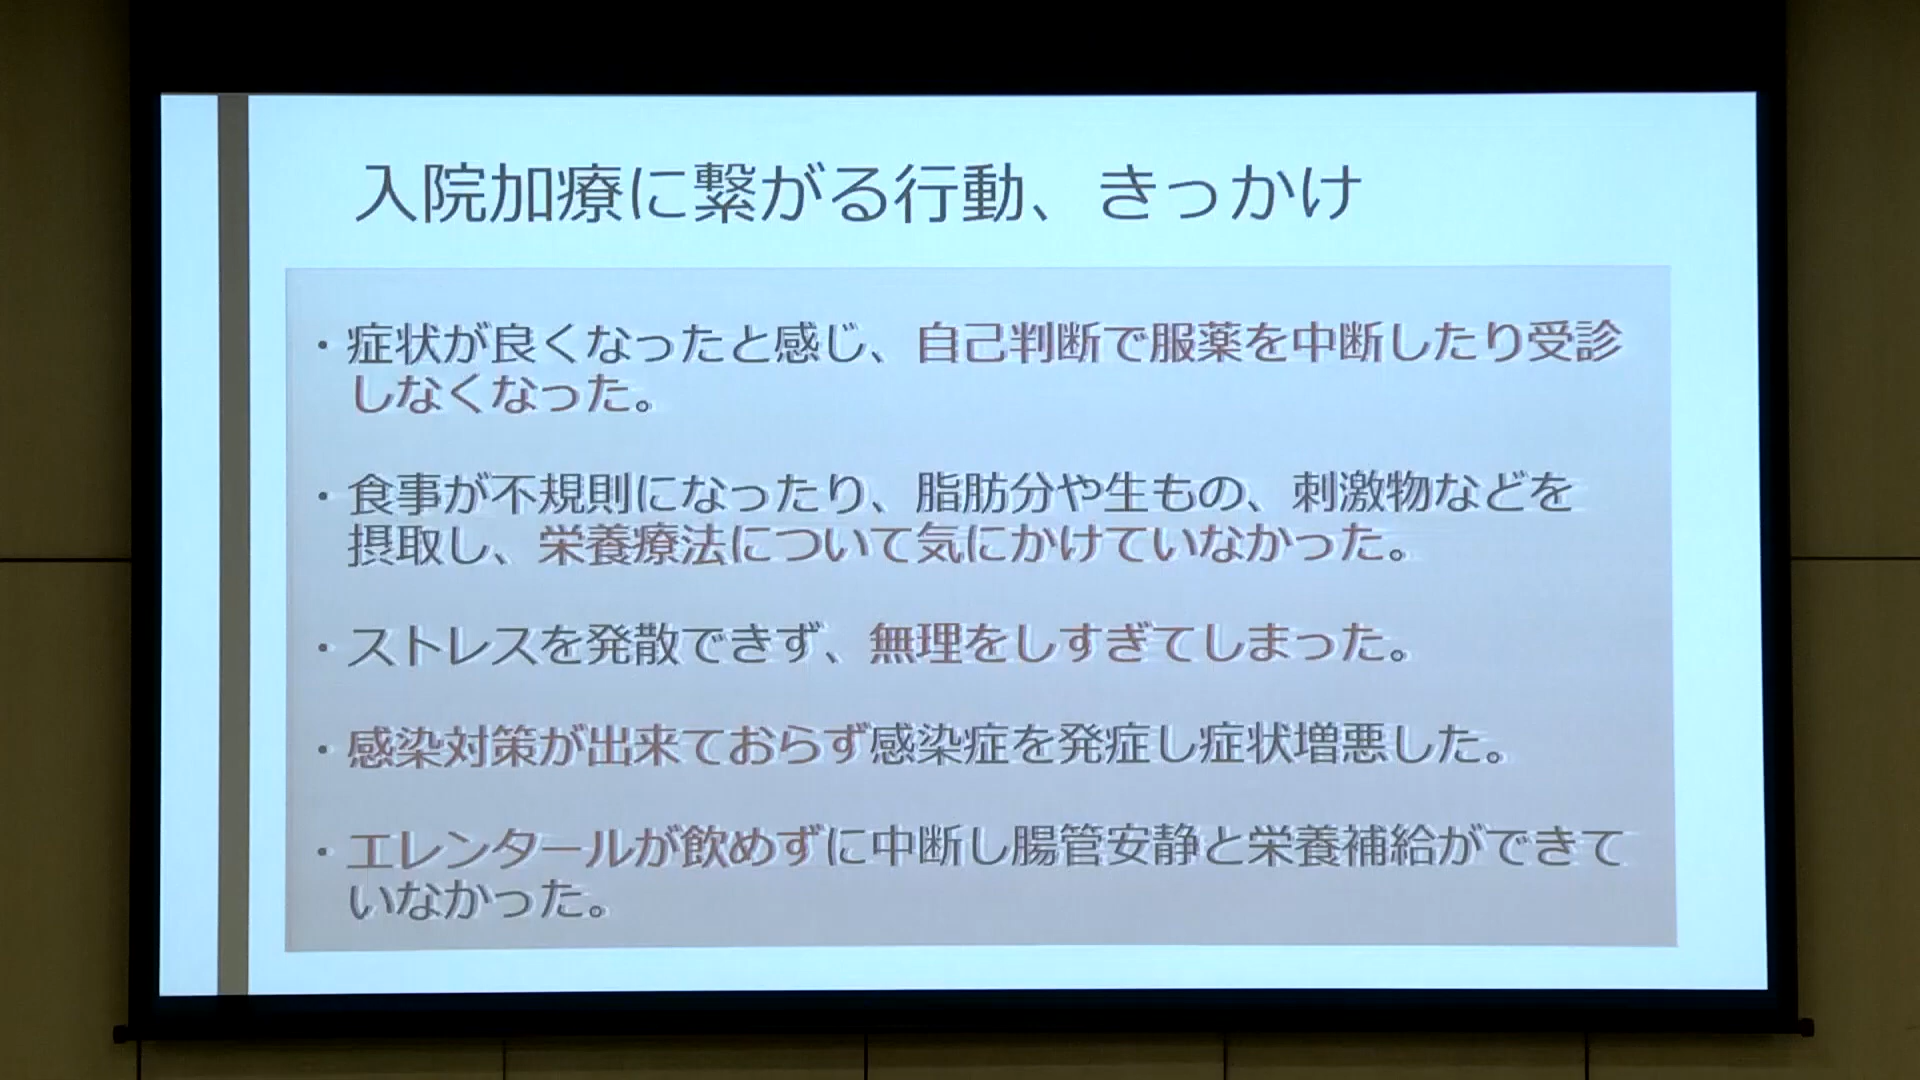 入院加療に繋がる行動、きっかけ
・症状が良くなったと感じ、自己判断で服薬を中断したり受診
しなくなった。
・食事が不規則になったり、脂肪分や生もの、刺激物などを
摂取し、栄養療法について気にかけていなかった。
・ストレスを発散できず、無理をしすぎてしまった。
・感染対策が出来ておらず感染症を発症し症状増悪した。
・エレンタールが飲めずに中断し腸管安静と栄養補給ができて
いなかった。